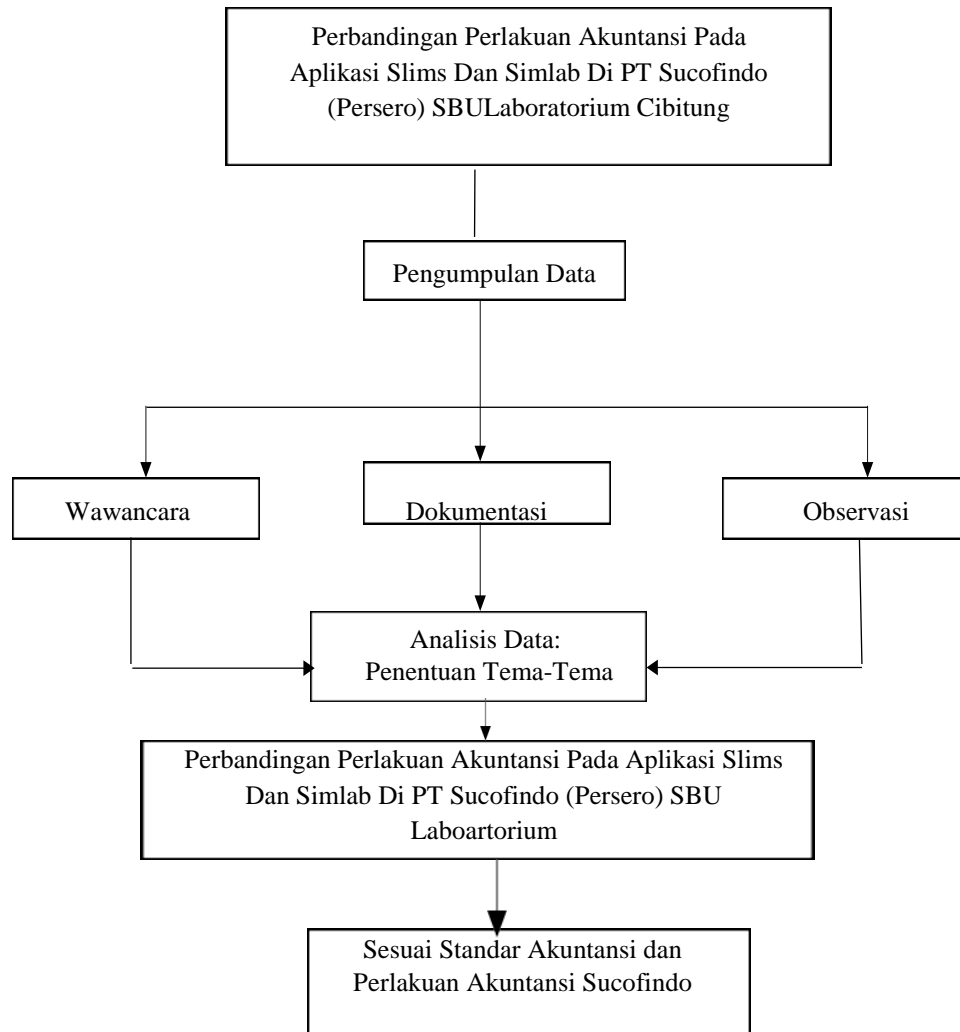 Perbandingan Perlakuan Akuntansi Pada
Aplikasi Slims Dan Simlab Di PT Sucofindo
(Persero) SBULaboratorium Cibitung
Pengumpulan Data
Wawancara
Dokumentasi
Observasi
Analisis Data:
Penentuan Tema-Tema
Perbandingan Perlakuan Akuntansi Pada Aplikasi Slims
Dan Simlab Di PT Sucofindo (Persero) SBU
Laboartorium
Sesuai Standar Akuntansi dan
Perlakuan Akuntansi Sucofindo